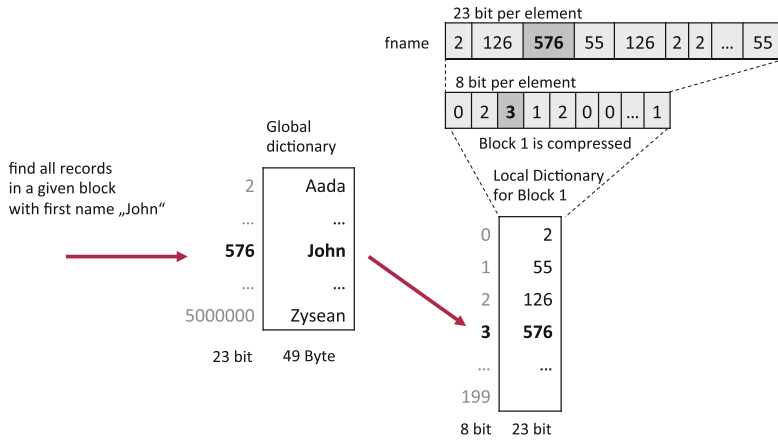 23 bit per element
fname 2 126 576 55 126 2 2 ... 55
8 bit per element
0 2 3 1 2 0 0 ... 1
Block 1 is compressed
Global
dictionary
find all records
in a given block
with first name „John“
2 Aada
... ...
576 John
... ...
5000000 Zysean
23 bit 49 Byte
Local Dictionary
for Block 1
0 2
1 55
2 126
3 576
... ...
199
8 bit 23 bit